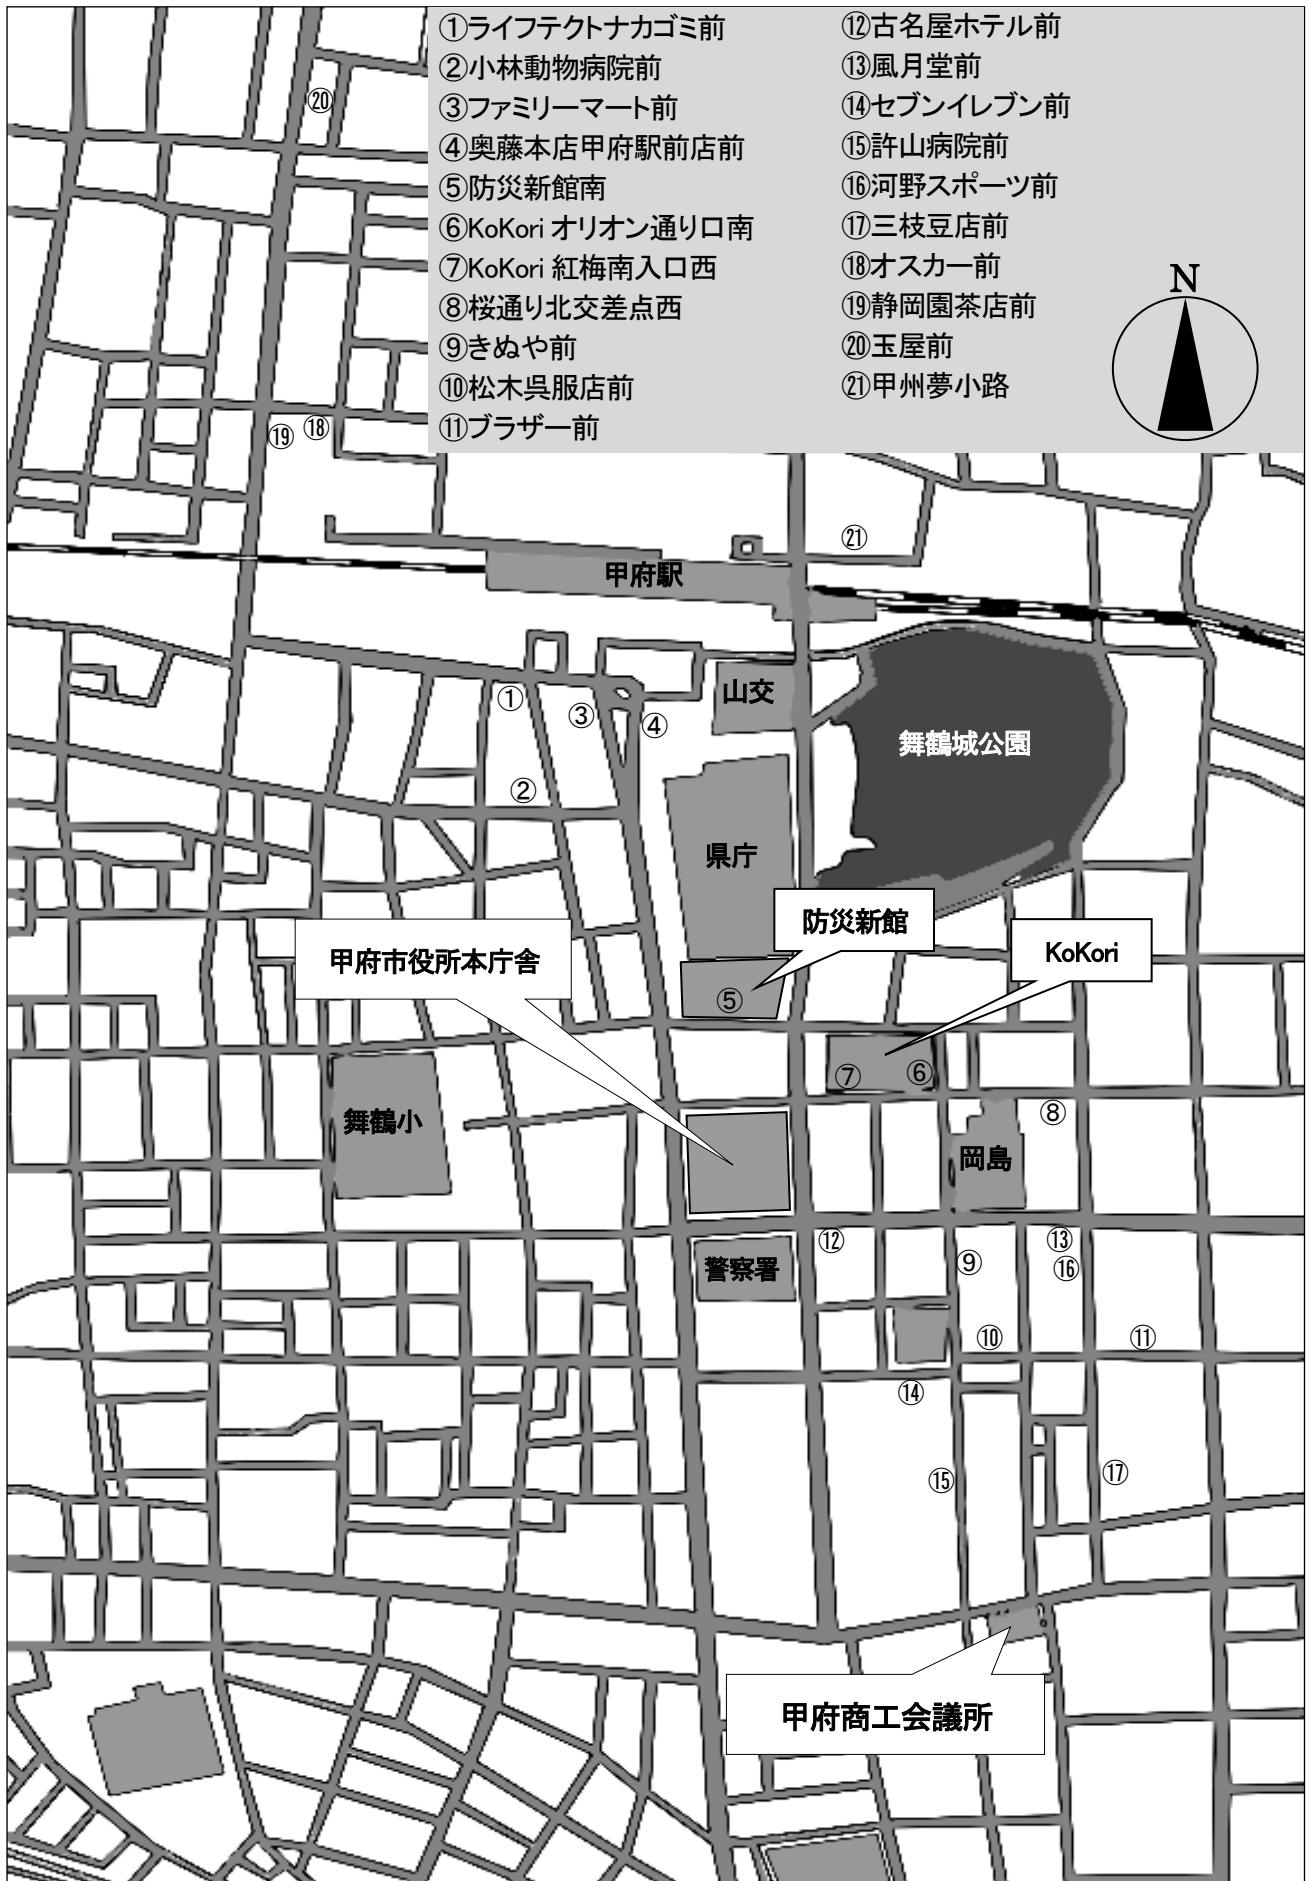 ①ライフテクトナカゴミ前
②小林動物病院前
③ファミリーマート前
④奥藤本店甲府駅前店前
⑤防災新館南
⑥KoKori オリオン通り口南
⑦KoKori 紅梅南入口西
⑧桜通り北交差点西
⑨きぬや前
⑩松木呉服店前
⑪ブラザー前
⑫古名屋ホテル前
⑬風月堂前
⑭セブンイレブン前
⑮許山病院前
⑯河野スポーツ前
⑰三枝豆店前
⑱オスカー前
⑲静岡園茶店前
⑳玉屋前
㉑甲州夢小路
N
⑳
⑲
⑱
㉑
甲府駅
山交
①
③
④
舞鶴城公園
②
県庁
防災新館
甲府市役所本庁舎
KoKori
⑤
⑦
⑥
舞鶴小
⑧
岡島
⑫
⑬
警察署
⑨
⑯
⑩
⑪
⑭
⑮
⑰
甲府商工会議所